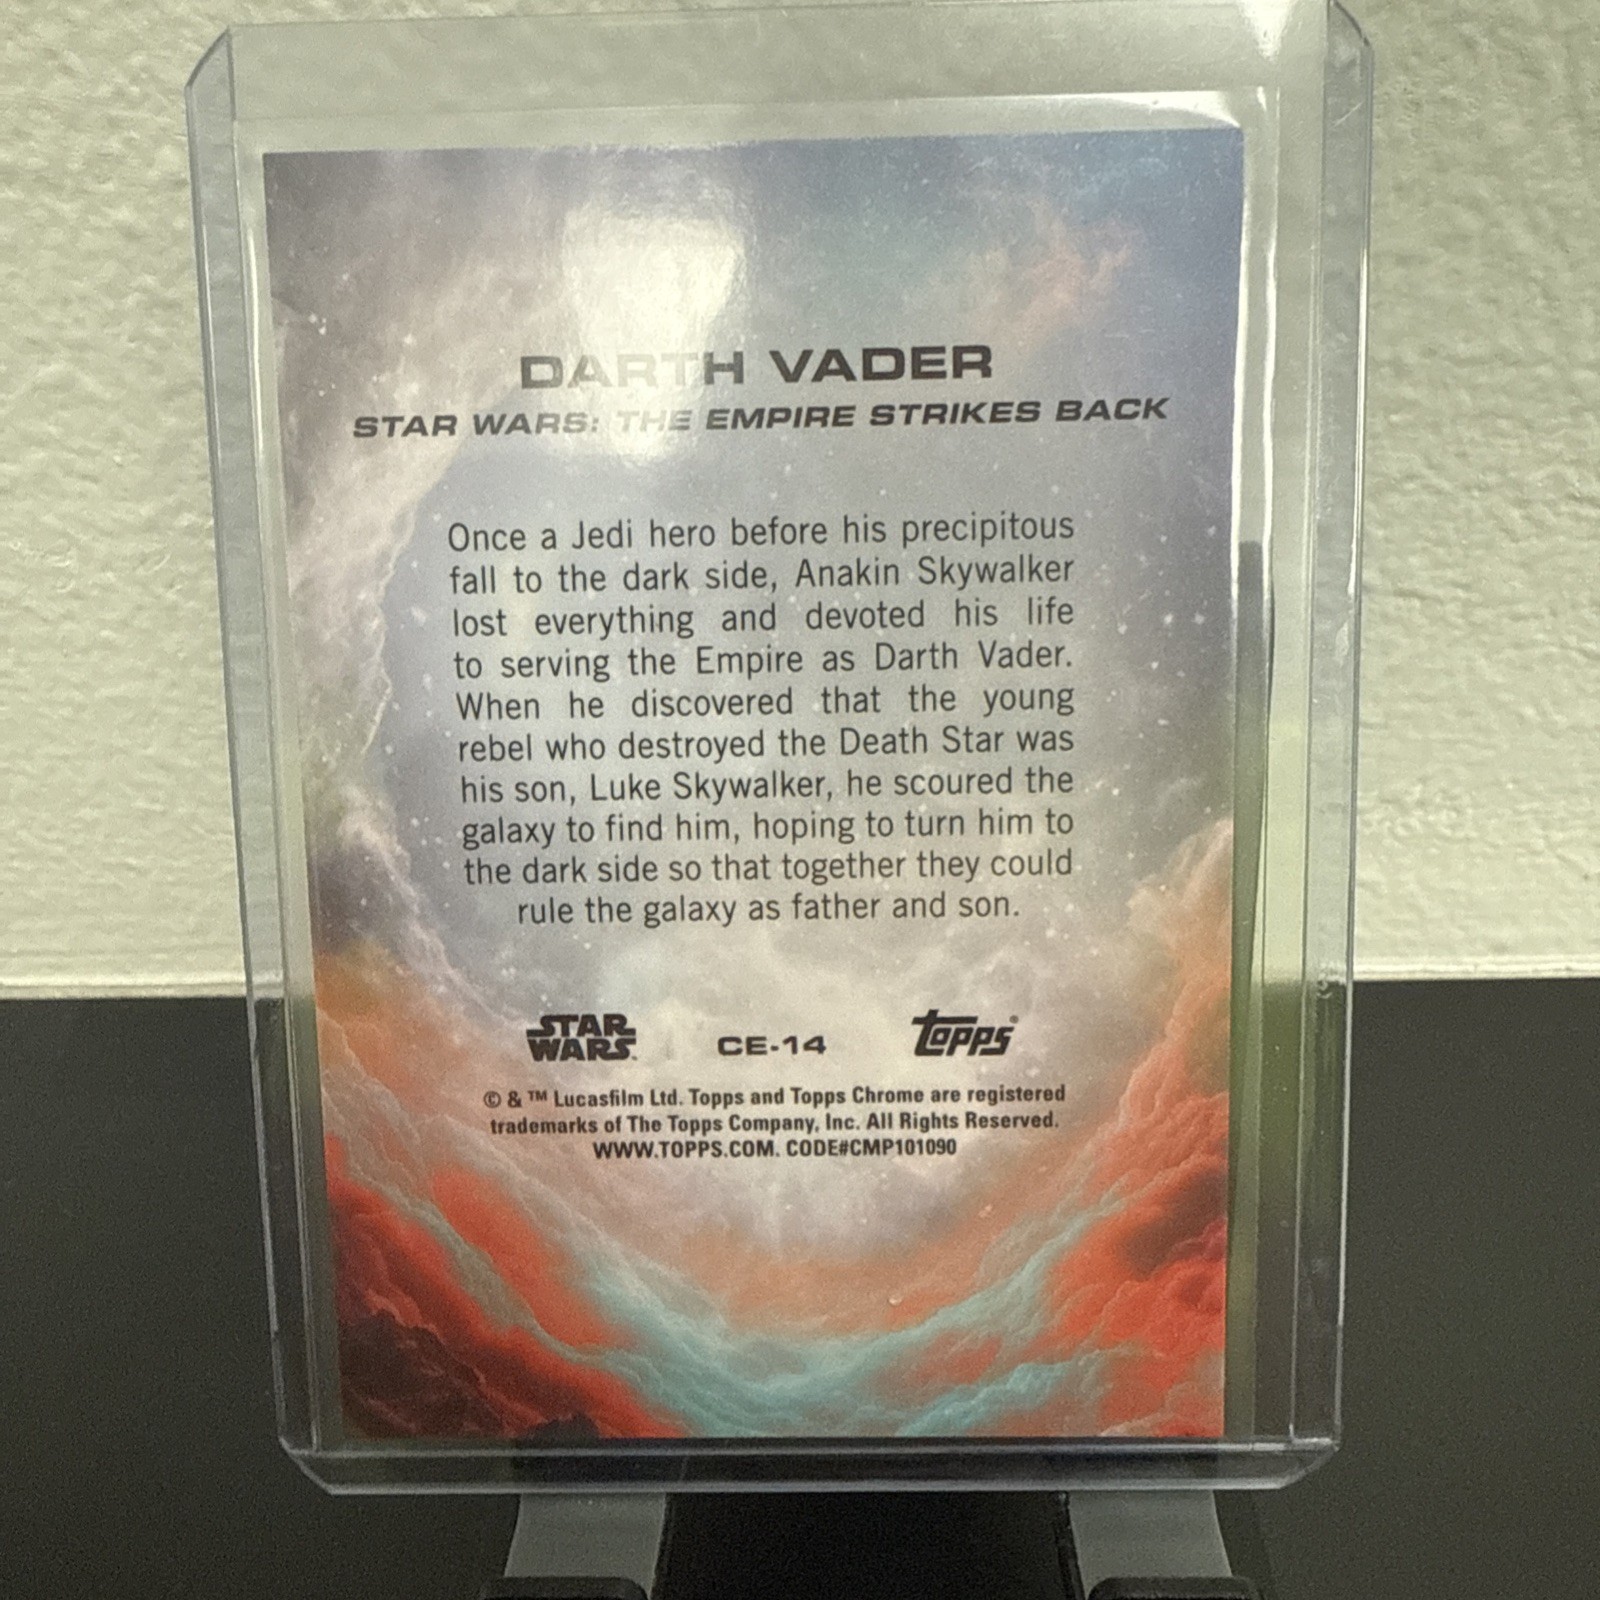 DARTH VADER
STAR WARS: THE EMPIRE STRIKES BACK
Once a Jedi hero before his precipitous
fall to the dark side, Anakin Skywalker
lost everything and devoted his life
to serving the Empire as Darth Vader.
When he discovered that the young
rebel who destroyed the Death Star was
his son, Luke Skywalker, he scoured the
galaxy to find him, hoping to turn him to
the dark side so that together they could
rule the galaxy as father and son.
STAR WARS CE-14 Topps®
© & ™ Lucasfilm Ltd. Topps and Topps Chrome are registered
trademarks of The Topps Company, Inc. All Rights Reserved.
WWW.TOPPS.COM. CODE#CMP101090